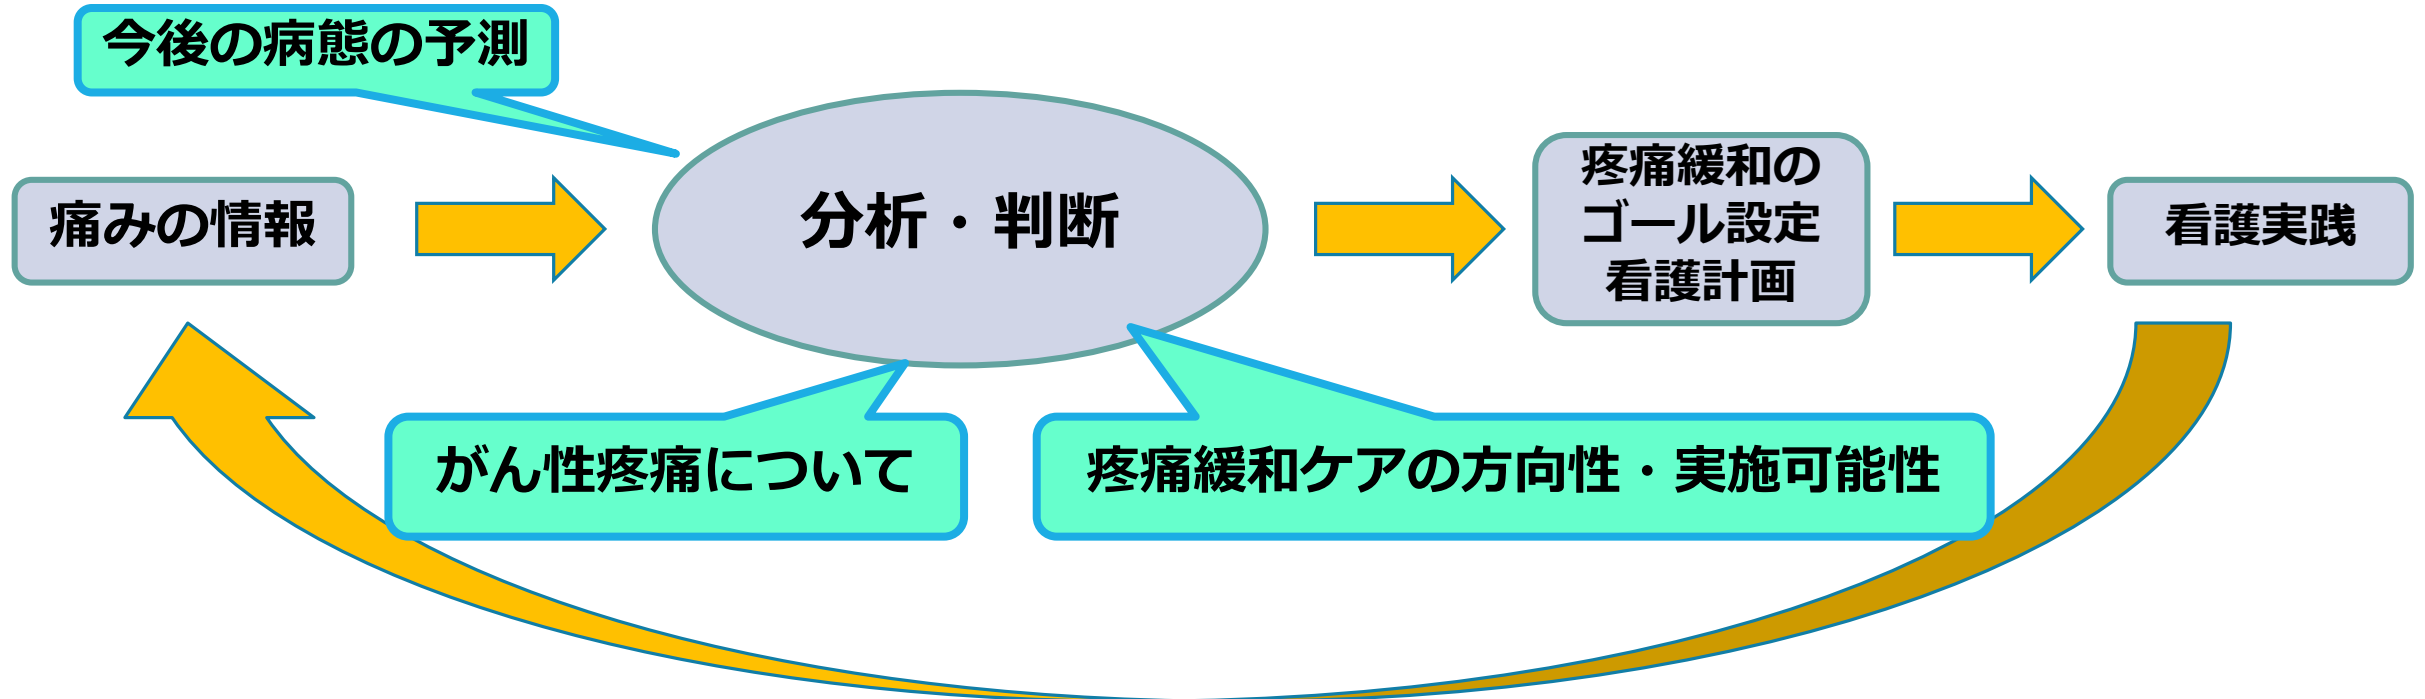 今後の病態の予測
痛みの情報
分析・判断
疼痛緩和の
ゴール設定
看護計画
看護実践
がん性疼痛について
疼痛緩和ケアの方向性・実施可能性